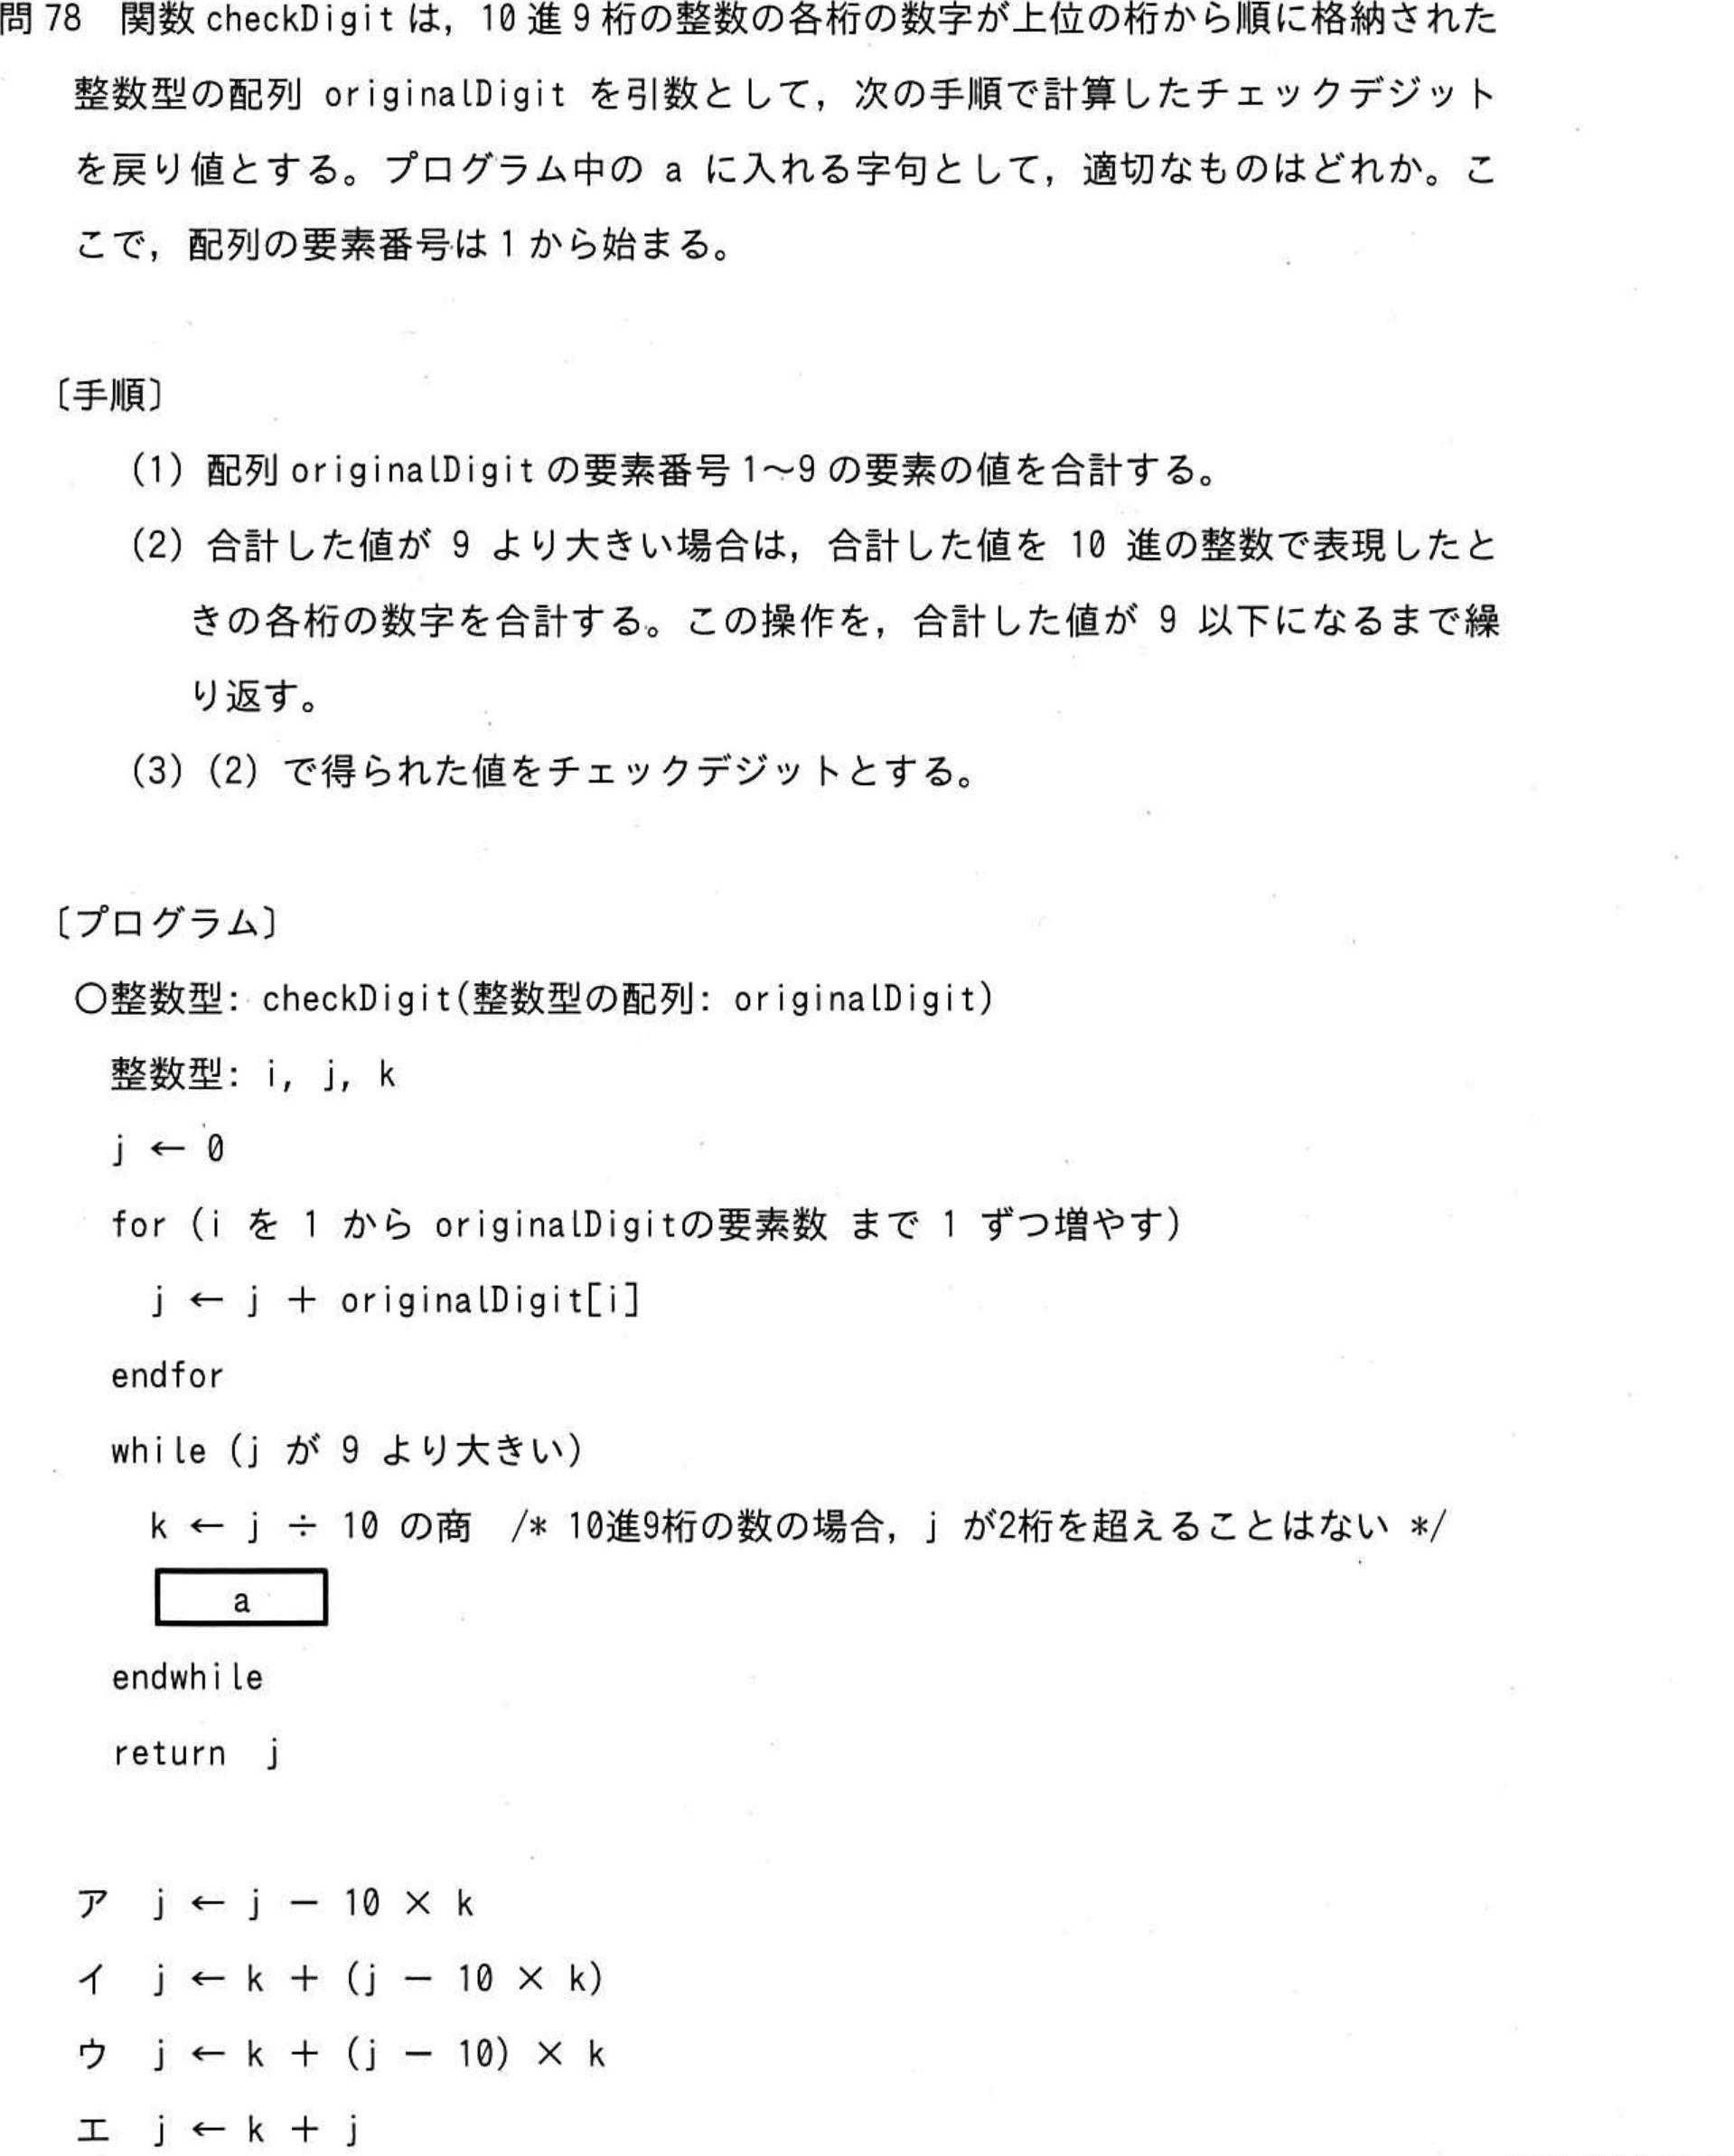 問78 関数 checkDigit は，10 進 9 桁の整数の各桁の数字が上位の桁から順に格納された
整数型の配列 originalDigit を引数として，次の手順で計算したチェックデジット
を戻り値とする。プログラム中の a に入れる字句として，適切なものはどれか。こ
こで，配列の要素番号は 1 から始まる。
〔手順〕
(1) 配列 originalDigit の要素番号 1～9 の要素の値を合計する。
(2) 合計した値が 9 より大きい場合は，合計した値を 10 進の整数で表現したと
きの各桁の数字を合計する。この操作を，合計した値が 9 以下になるまで繰
り返す。
(3) (2) で得られた値をチェックデジットとする。
〔プログラム〕
○整数型: checkDigit(整数型の配列: originalDigit)
整数型: i, j, k
j ← 0
for (i を 1 から originalDigitの要素数 まで 1 ずつ増やす)
j ← j ＋ originalDigit[i]
endfor
while (j が 9 より大きい)
k ← j ÷ 10 の商 /* 10進9桁の数の場合，j が2桁を超えることはない */
a
endwhile
return j
ア j ← j － 10 × k
イ j ← k ＋ (j － 10 × k)
ウ j ← k ＋ (j － 10) × k
エ j ← k ＋ j